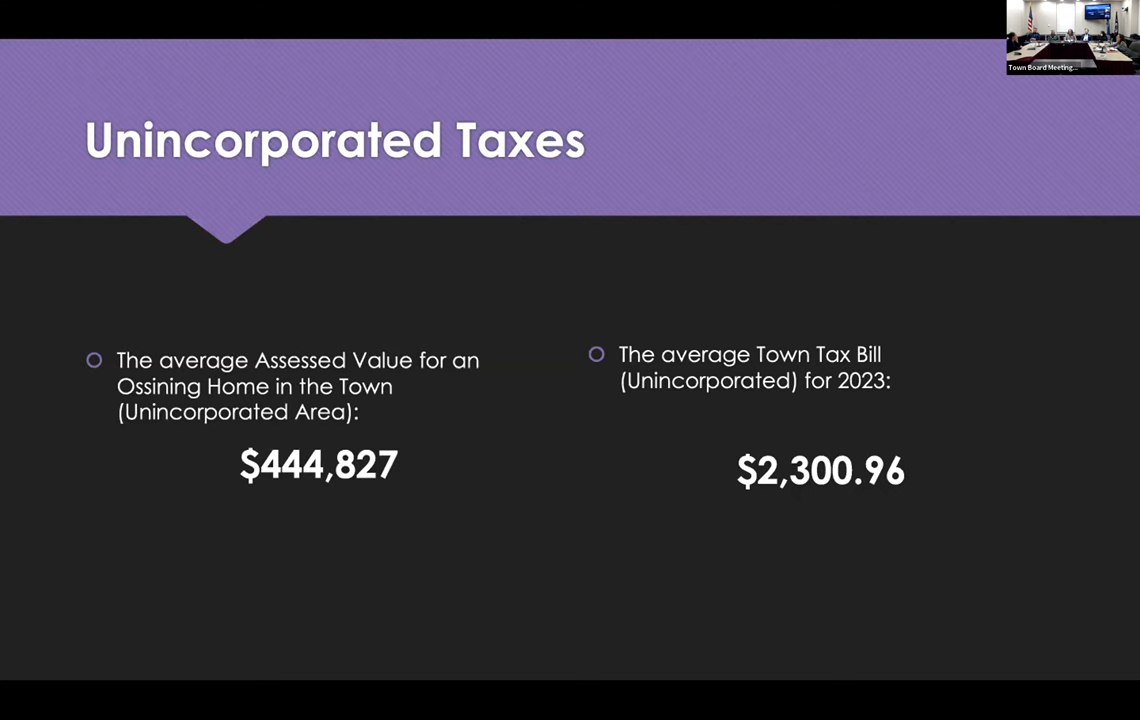 Town Board Meeting...
Unincorporated Taxes
The average Assessed Value for an
Ossining Home in the Town
(Unincorporated Area):
$444,827
The average Town Tax Bill
(Unincorporated) for 2023:
$2,300.96